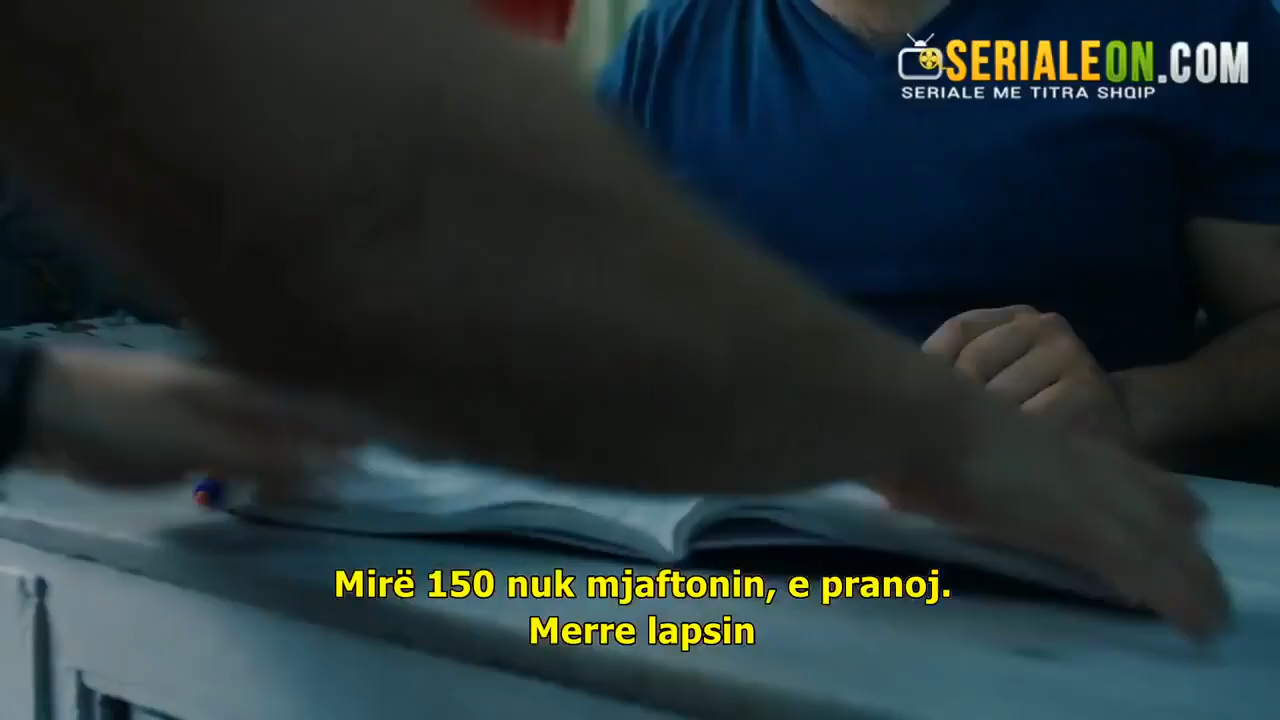 SERIALEON.COM
SERIALE ME TITRA SHQIP
Mirë 150 nuk mjaftonin, e pranoj.
Merre lapsin